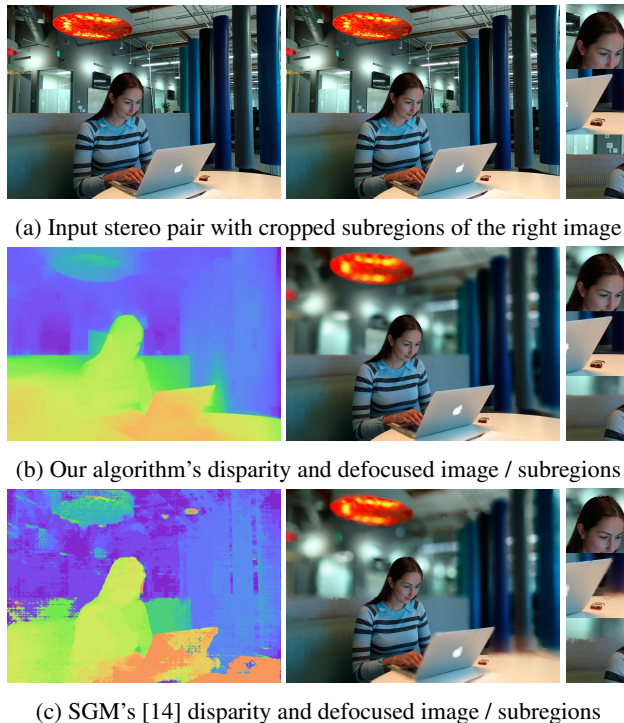 (a) Input stereo pair with cropped subregions of the right image
(b) Our algorithm's disparity and defocused image / subregions
(c) SGM's [14] disparity and defocused image / subregions